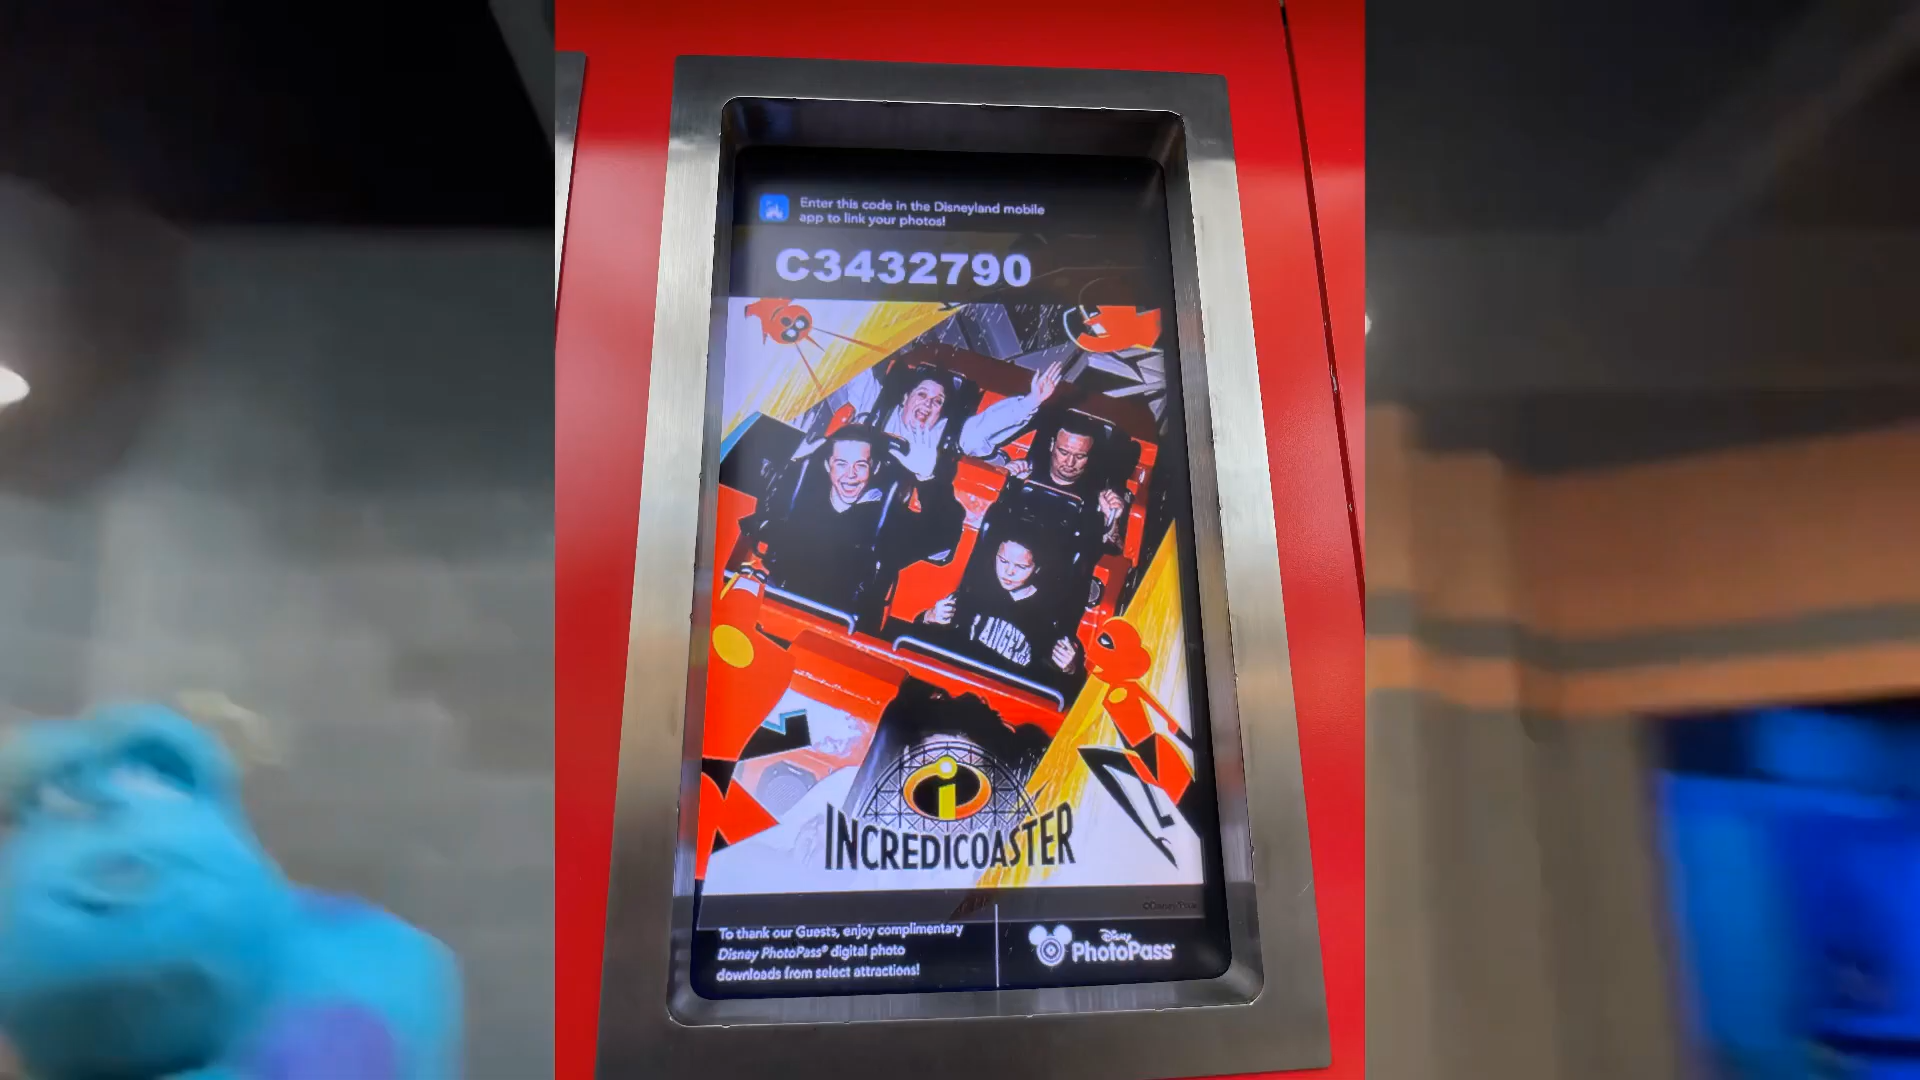 Enter this code in the Disneyland mobile
app to link your photos!
C3432790
ANGEL
INCREDICOASTER
To thank our Guests, enjoy complimentary
Disney PhotoPass® digital photo
downloads from select attractions!
Disney
PhotoPass